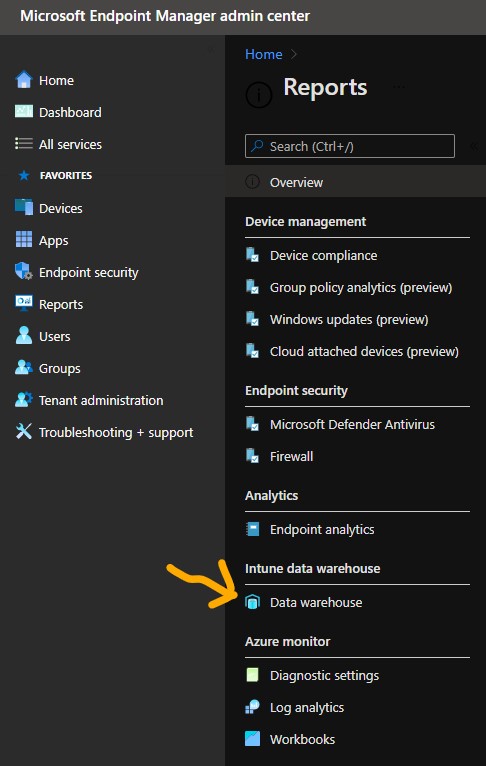 Microsoft Endpoint Manager admin center
Home
Dashboard
All services
FAVORITES
Devices
Apps
Endpoint security
Reports
Users
Groups
Tenant administration
Troubleshooting + support
Home >
Reports ...
Search (Ctrl+/)
Overview
Device management
Device compliance
Group policy analytics (preview)
Windows updates (preview)
Cloud attached devices (preview)
Endpoint security
Microsoft Defender Antivirus
Firewall
Analytics
Endpoint analytics
Intune data warehouse
Data warehouse
Azure monitor
Diagnostic settings
Log analytics
Workbooks